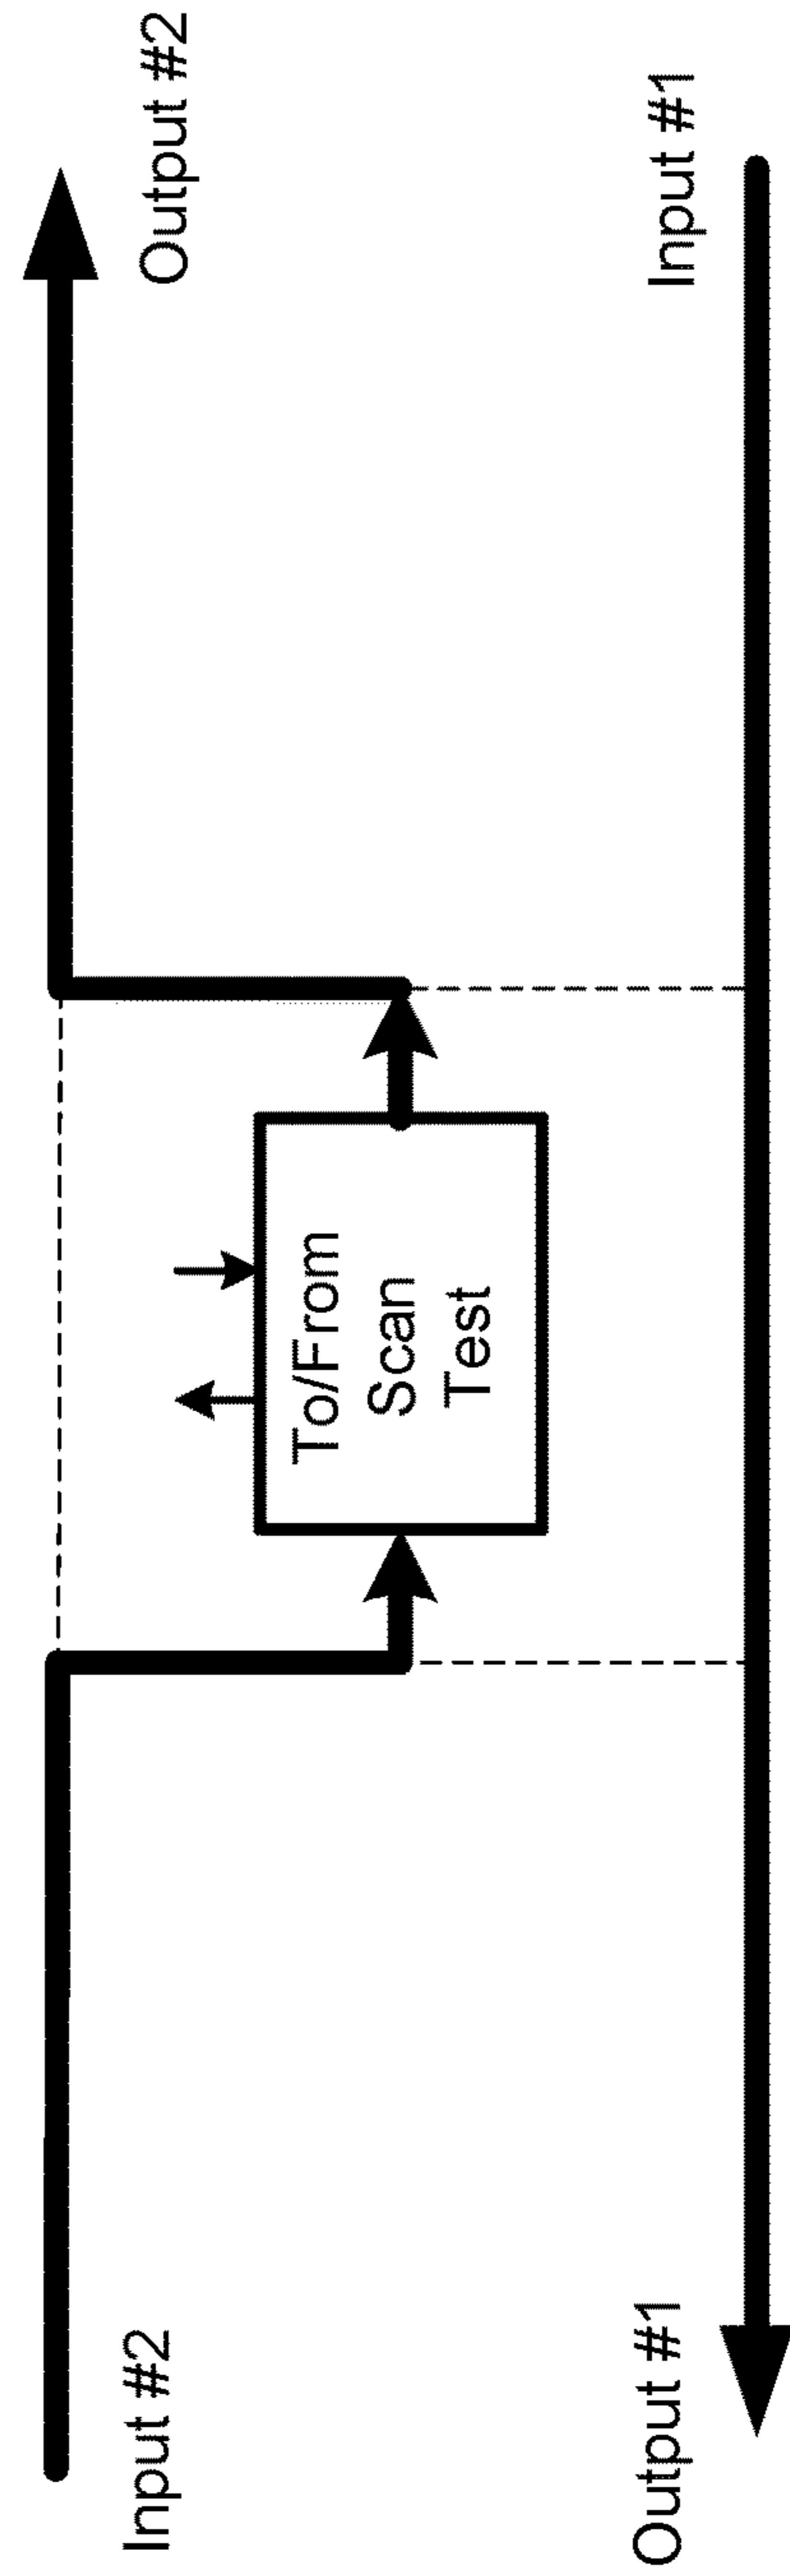 Input #2
Output #2
To/From
Scan
Test
Output #1
Input #1